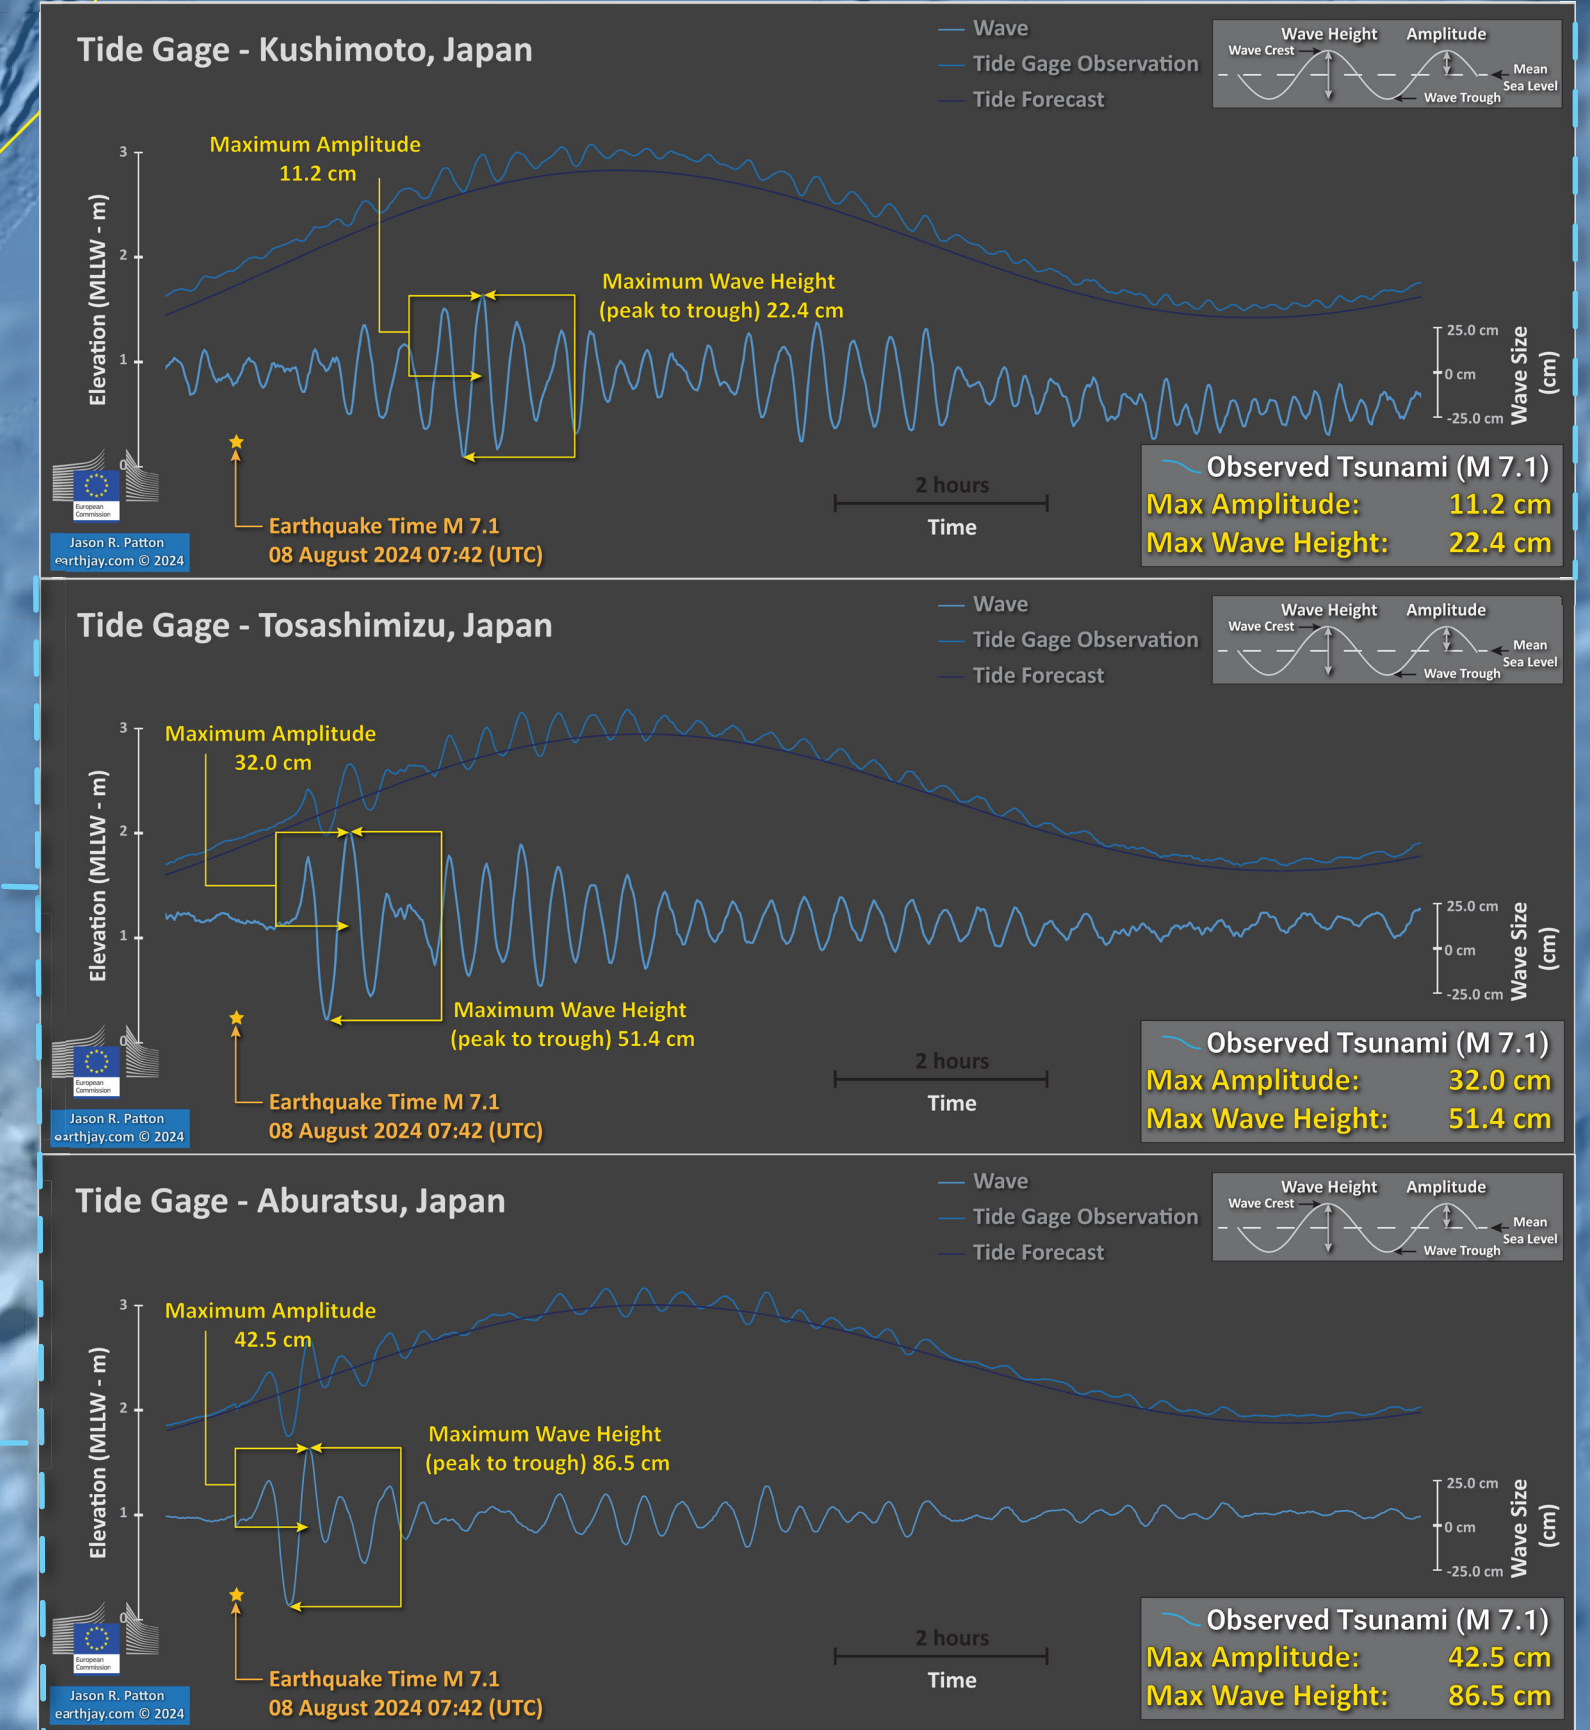 Tide Gage - Kushimoto, Japan
Wave
Tide Gage Observation
Tide Forecast
Wave Height
Amplitude
Wave Crest
Mean
Sea Level
Wave Trough
Maximum Amplitude
11.2 cm
Maximum Wave Height
(peak to trough) 22.4 cm
Elevation (MLLW - m)
3
2
1
0
25.0 cm
0 cm
-25.0 cm
Wave Size
(cm)
European
Commission
Jason R. Patton
earthjay.com © 2024
Earthquake Time M 7.1
08 August 2024 07:42 (UTC)
2 hours
Time
Observed Tsunami (M 7.1)
Max Amplitude: 11.2 cm
Max Wave Height: 22.4 cm
Tide Gage - Tosashimizu, Japan
Wave
Tide Gage Observation
Tide Forecast
Wave Height
Amplitude
Wave Crest
Mean
Sea Level
Wave Trough
Maximum Amplitude
32.0 cm
Maximum Wave Height
(peak to trough) 51.4 cm
Elevation (MLLW - m)
3
2
1
0
25.0 cm
0 cm
-25.0 cm
Wave Size
(cm)
European
Commission
Jason R. Patton
earthjay.com © 2024
Earthquake Time M 7.1
08 August 2024 07:42 (UTC)
2 hours
Time
Observed Tsunami (M 7.1)
Max Amplitude: 32.0 cm
Max Wave Height: 51.4 cm
Tide Gage - Aburatsu, Japan
Wave
Tide Gage Observation
Tide Forecast
Wave Height
Amplitude
Wave Crest
Mean
Sea Level
Wave Trough
Maximum Amplitude
42.5 cm
Maximum Wave Height
(peak to trough) 86.5 cm
Elevation (MLLW - m)
3
2
1
0
25.0 cm
0 cm
-25.0 cm
Wave Size
(cm)
European
Commission
Jason R. Patton
earthjay.com © 2024
Earthquake Time M 7.1
08 August 2024 07:42 (UTC)
2 hours
Time
Observed Tsunami (M 7.1)
Max Amplitude: 42.5 cm
Max Wave Height: 86.5 cm